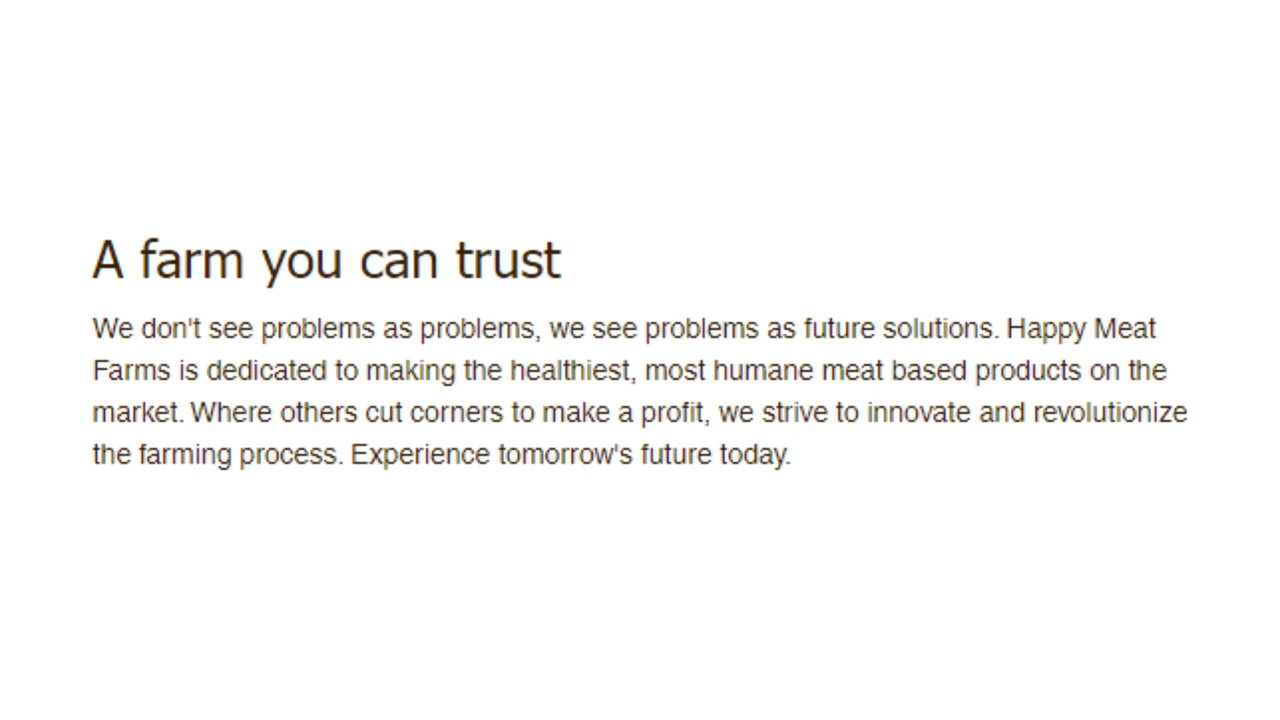 A farm you can trust
We don't see problems as problems, we see problems as future solutions. Happy Meat
Farms is dedicated to making the healthiest, most humane meat based products on the
market. Where others cut corners to make a profit, we strive to innovate and revolutionize
the farming process. Experience tomorrow's future today.